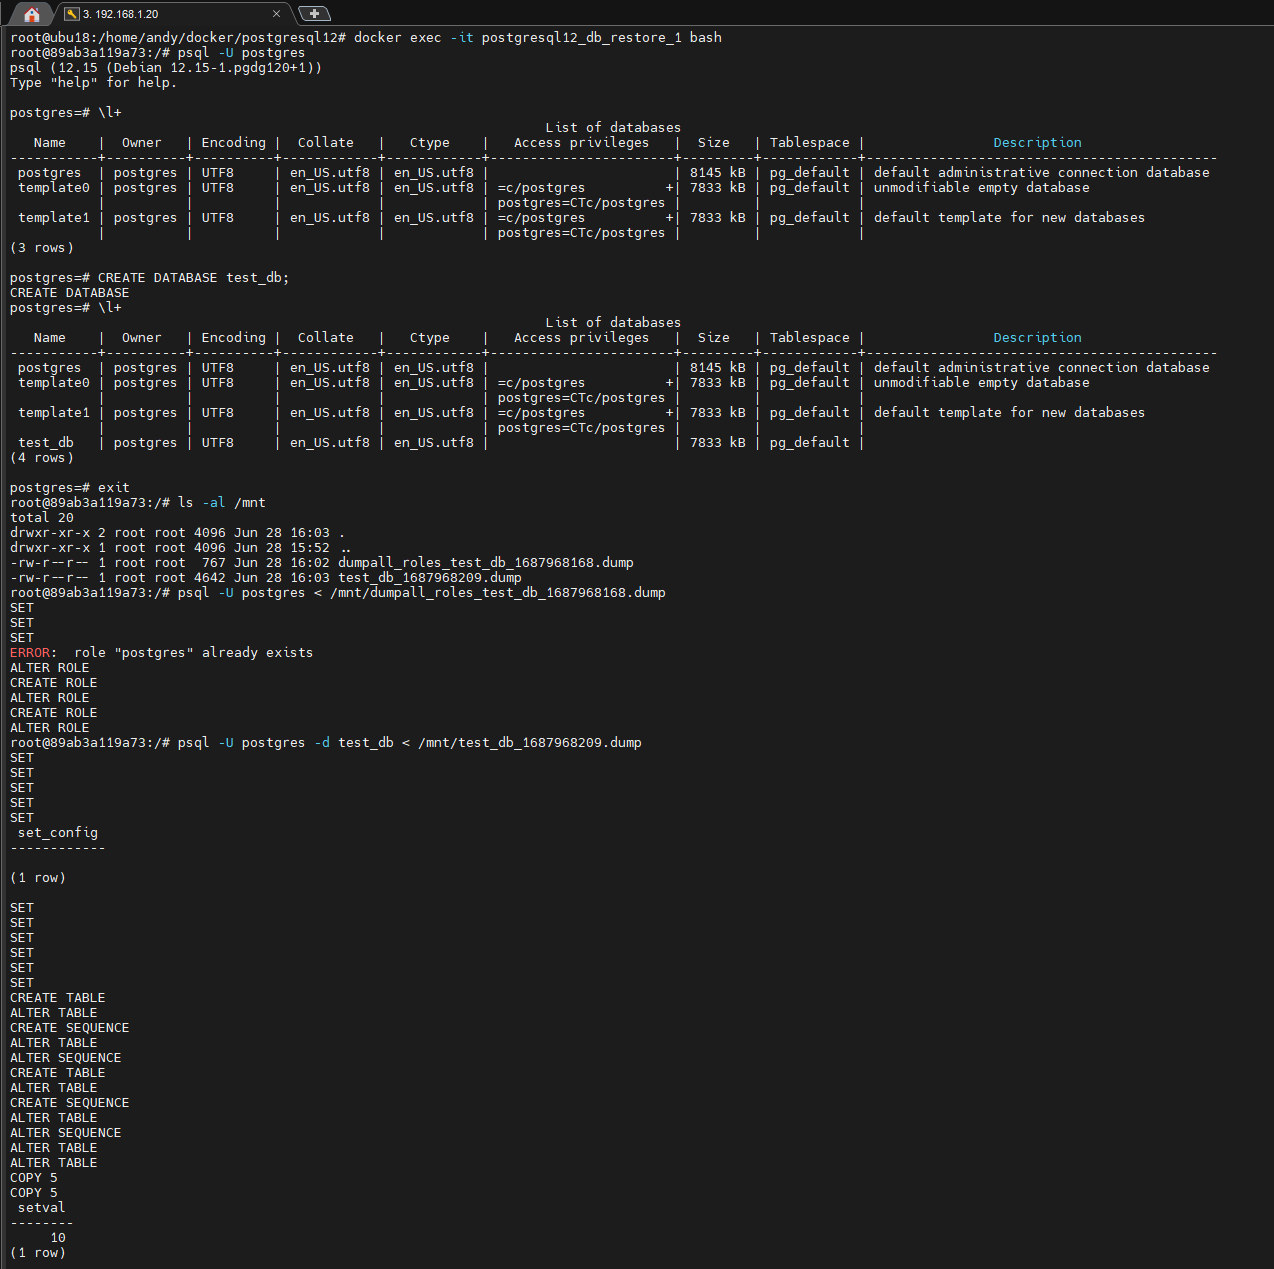 3. 192.168.1.20
root@ubu18:/home/andy/docker/postgresql12# docker exec -it postgresql12_db_restore_1 bash
root@89ab3a119a73:/# psql -U postgres
psql (12.15 (Debian 12.15-1.pgdg120+1))
Type "help" for help.

postgres=# \l+
                                                                   List of databases
   Name    |  Owner   | Encoding |  Collate   |   Ctype    |   Access privileges   |  Size   | Tablespace |                Description
-----------+----------+----------+------------+------------+-----------------------+---------+------------+--------------------------------------------
 postgres  | postgres | UTF8     | en_US.utf8 | en_US.utf8 |                       | 8145 kB | pg_default | default administrative connection database
 template0 | postgres | UTF8     | en_US.utf8 | en_US.utf8 | =c/postgres          +| 7833 kB | pg_default | unmodifiable empty database
           |          |          |            |            | postgres=CTc/postgres |         |            |
 template1 | postgres | UTF8     | en_US.utf8 | en_US.utf8 | =c/postgres          +| 7833 kB | pg_default | default template for new databases
           |          |          |            |            | postgres=CTc/postgres |         |            |
(3 rows)

postgres=# CREATE DATABASE test_db;
CREATE DATABASE
postgres=# \l+
                                                                   List of databases
   Name    |  Owner   | Encoding |  Collate   |   Ctype    |   Access privileges   |  Size   | Tablespace |                Description
-----------+----------+----------+------------+------------+-----------------------+---------+------------+--------------------------------------------
 postgres  | postgres | UTF8     | en_US.utf8 | en_US.utf8 |                       | 8145 kB | pg_default | default administrative connection database
 template0 | postgres | UTF8     | en_US.utf8 | en_US.utf8 | =c/postgres          +| 7833 kB | pg_default | unmodifiable empty database
           |          |          |            |            | postgres=CTc/postgres |         |            |
 template1 | postgres | UTF8     | en_US.utf8 | en_US.utf8 | =c/postgres          +| 7833 kB | pg_default | default template for new databases
           |          |          |            |            | postgres=CTc/postgres |         |            |
 test_db   | postgres | UTF8     | en_US.utf8 | en_US.utf8 |                       | 7833 kB | pg_default |
(4 rows)

postgres=# exit
root@89ab3a119a73:/# ls -al /mnt
total 20
drwxr-xr-x 2 root root 4096 Jun 28 16:03 .
drwxr-xr-x 1 root root 4096 Jun 28 15:52 ..
-rw-r--r-- 1 root root  767 Jun 28 16:02 dumpall_roles_test_db_1687968168.dump
-rw-r--r-- 1 root root 4642 Jun 28 16:03 test_db_1687968209.dump
root@89ab3a119a73:/# psql -U postgres < /mnt/dumpall_roles_test_db_1687968168.dump
SET
SET
SET
ERROR:  role "postgres" already exists
ALTER ROLE
CREATE ROLE
ALTER ROLE
CREATE ROLE
ALTER ROLE
root@89ab3a119a73:/# psql -U postgres -d test_db < /mnt/test_db_1687968209.dump
SET
SET
SET
SET
SET
 set_config
------------

(1 row)

SET
SET
SET
SET
SET
SET
CREATE TABLE
ALTER TABLE
CREATE SEQUENCE
ALTER TABLE
ALTER SEQUENCE
CREATE TABLE
ALTER TABLE
CREATE SEQUENCE
ALTER TABLE
ALTER SEQUENCE
ALTER TABLE
ALTER TABLE
COPY 5
COPY 5
 setval
--------
     10
(1 row)